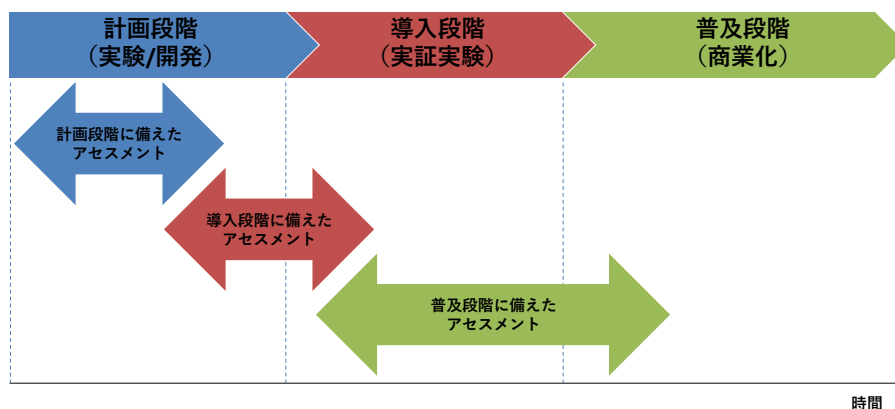 計画段階
（実験/開発）
導入段階
（実証実験）
普及段階
（商業化）
計画段階に備えた
アセスメント
導入段階に備えた
アセスメント
普及段階に備えた
アセスメント
時間